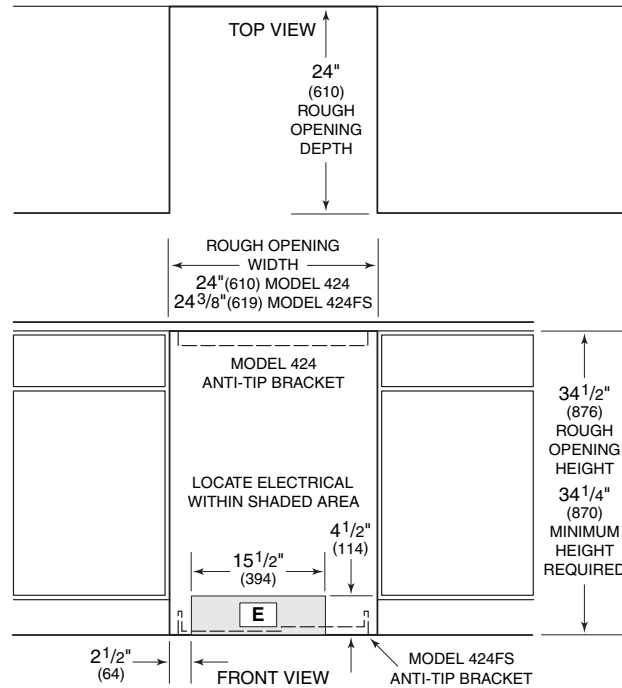 TOP VIEW
24"
(610)
ROUGH
OPENING
DEPTH
ROUGH OPENING
WIDTH
24"(610) MODEL 424
24 3/8"(619) MODEL 424FS
MODEL 424
ANTI-TIP BRACKET
34 1/2"
(876)
ROUGH
OPENING
HEIGHT
34 1/4"
(870)
MINIMUM
HEIGHT
REQUIRED
LOCATE ELECTRICAL
WITHIN SHADED AREA
4 1/2"
(114)
15 1/2"
(394)
E
2 1/2"
(64)
FRONT VIEW
MODEL 424FS
ANTI-TIP BRACKET